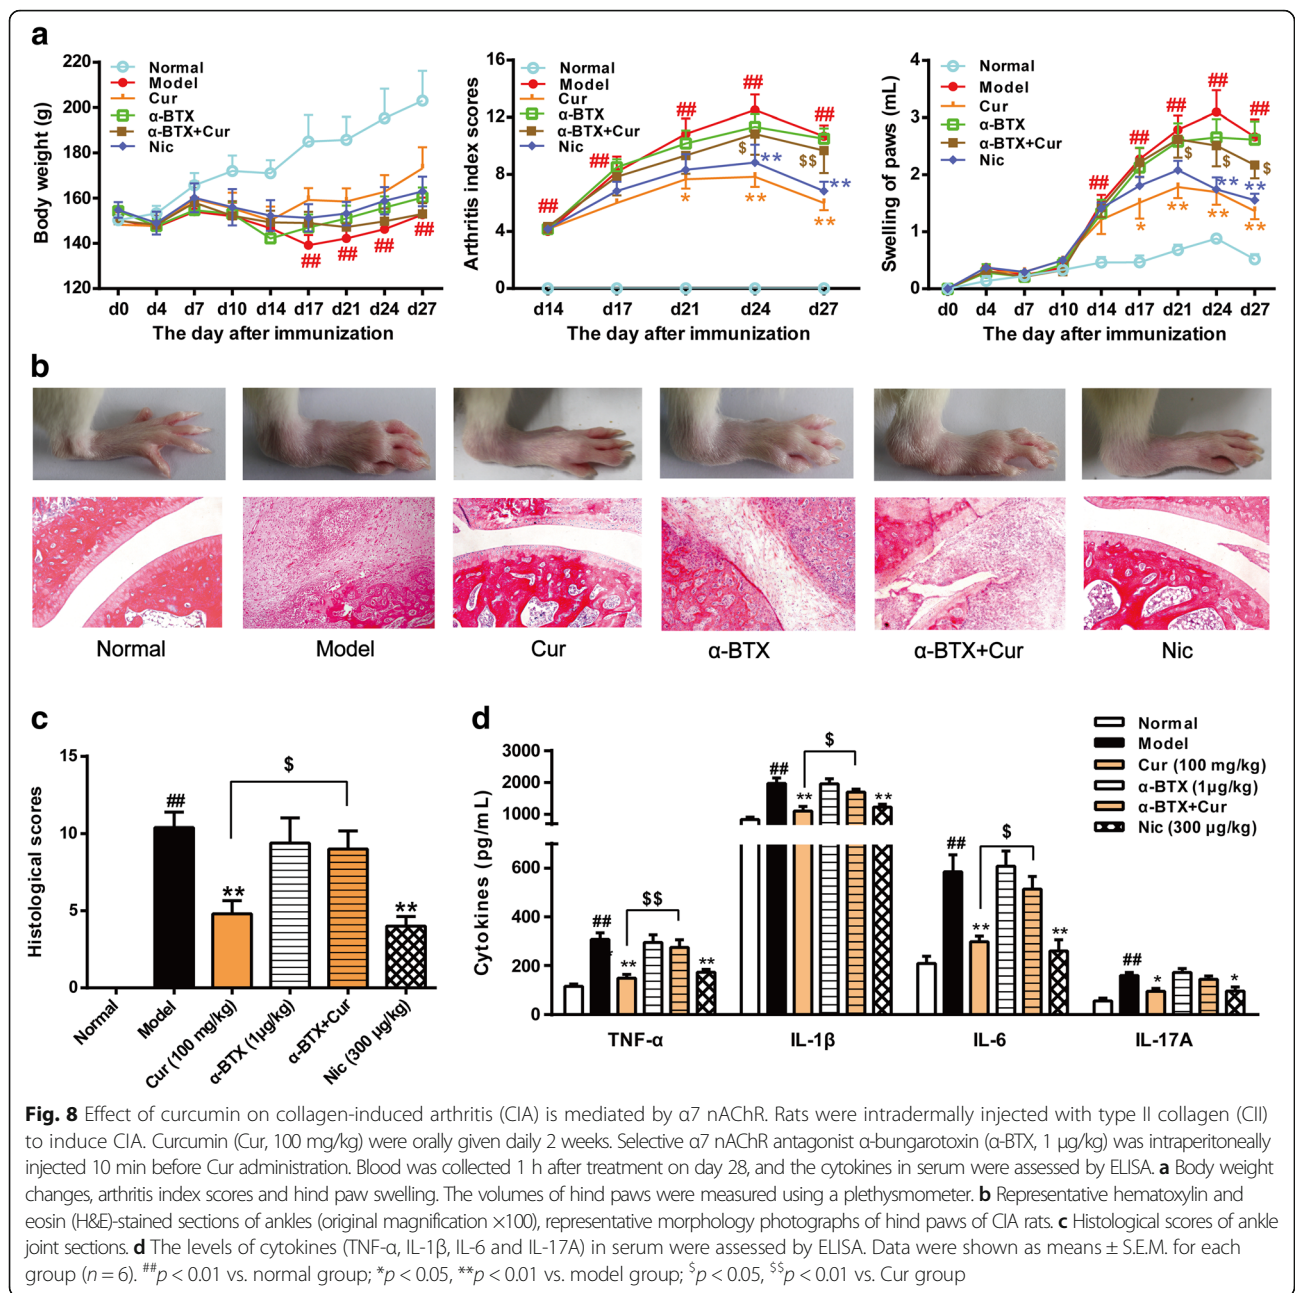 a
Body weight (g)
220
200
180
160
140
120
Normal
Model
Cur
α-BTX
α-BTX+Cur
Nic
##
##
##
##
d0 d4 d7 d10 d14 d17 d21 d24 d27
The day after immunization
Arthritis index scores
16
12
8
4
0
Normal
Model
Cur
α-BTX
α-BTX+Cur
Nic
##
##
##
##
##
$
$$
**
**
*
**
**
d14 d17 d21 d24 d27
The day after immunization
Swelling of paws (mL)
4
3
2
1
0
Normal
Model
Cur
α-BTX
α-BTX+Cur
Nic
##
##
##
##
##
$
$
$
**
**
*
**
**
**
d0 d4 d7 d10 d14 d17 d21 d24 d27
The day after immunization
b
Normal
Model
Cur
α-BTX
α-BTX+Cur
Nic
c
Histological scores
15
10
5
0
##
**
$
**
Normal
Model
Cur (100 mg/kg)
α-BTX (1μg/kg)
α-BTX+Cur
Nic (300 μg/kg)
d
Cytokines (pg/mL)
3000
2000
1000
600
400
200
0
##
**
$$
**
##
**
$
**
##
**
$
**
##
*
*
TNF-α
IL-1β
IL-6
IL-17A
Normal
Model
Cur (100 mg/kg)
α-BTX (1μg/kg)
α-BTX+Cur
Nic (300 μg/kg)
Fig. 8 Effect of curcumin on collagen-induced arthritis (CIA) is mediated by α7 nAChR. Rats were intradermally injected with type II collagen (CII)
to induce CIA. Curcumin (Cur, 100 mg/kg) were orally given daily 2 weeks. Selective α7 nAChR antagonist α-bungarotoxin (α-BTX, 1 μg/kg) was intraperitoneally
injected 10 min before Cur administration. Blood was collected 1 h after treatment on day 28, and the cytokines in serum were assessed by ELISA. a Body weight
changes, arthritis index scores and hind paw swelling. The volumes of hind paws were measured using a plethysmometer. b Representative hematoxylin and
eosin (H&E)-stained sections of ankles (original magnification ×100), representative morphology photographs of hind paws of CIA rats. c Histological scores of ankle
joint sections. d The levels of cytokines (TNF-α, IL-1β, IL-6 and IL-17A) in serum were assessed by ELISA. Data were shown as means ± S.E.M. for each
group (n = 6). ##p < 0.01 vs. normal group; *p < 0.05, **p < 0.01 vs. model group; $p < 0.05, $$p < 0.01 vs. Cur group